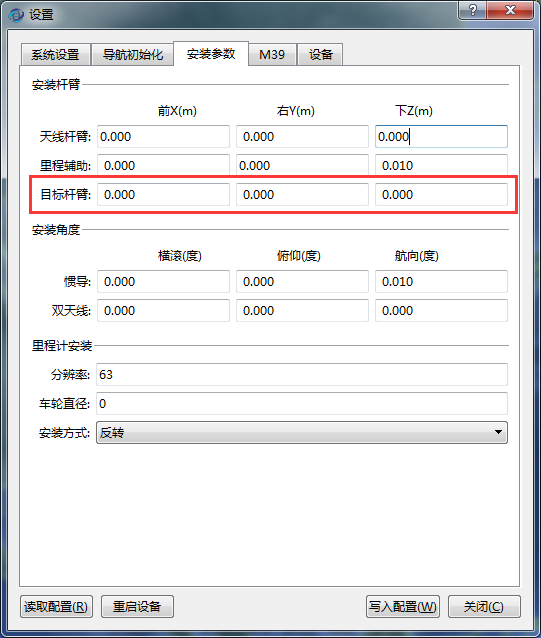 设置
系统设置 导航初始化 安装参数 M39 设备
安装杆臂
前X(m) 右Y(m) 下Z(m)
天线杆臂: 0.000 0.000 0.000
里程辅助: 0.000 0.000 0.010
目标杆臂: 0.000 0.000 0.000
安装角度
横滚(度) 俯仰(度) 航向(度)
惯导: 0.000 0.000 0.010
双天线: 0.000 0.000 0.000
里程计安装
分辨率: 63
车轮直径: 0
安装方式: 反转
读取配置(R) 重启设备 写入配置(W) 关闭(C)